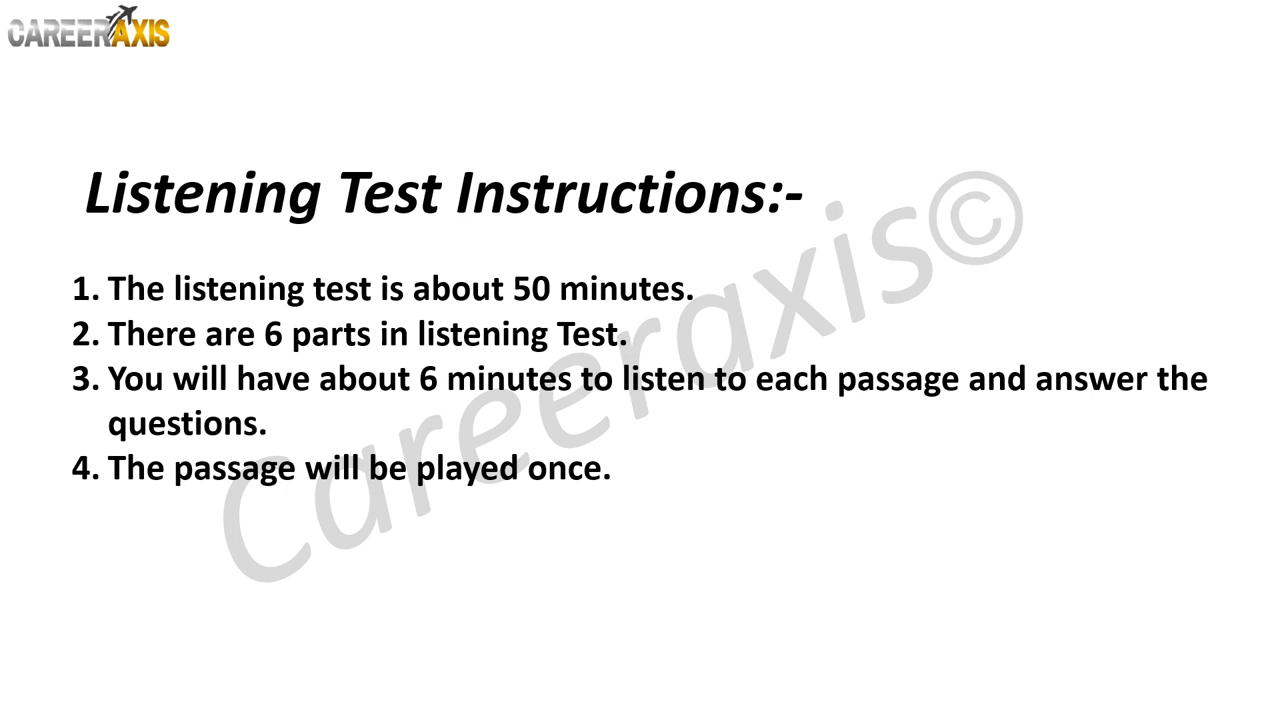 CAREERAXIS
Listening Test Instructions:-
1. The listening test is about 50 minutes.
2. There are 6 parts in listening Test.
3. You will have about 6 minutes to listen to each passage and answer the
questions.
4. The passage will be played once.
Careeraxis©